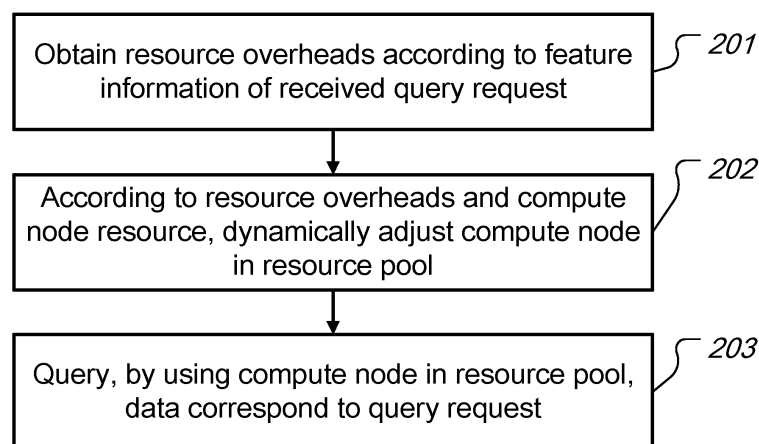 Obtain resource overheads according to feature
information of received query request
201
According to resource overheads and compute
node resource, dynamically adjust compute node
in resource pool
202
Query, by using compute node in resource pool,
data correspond to query request
203